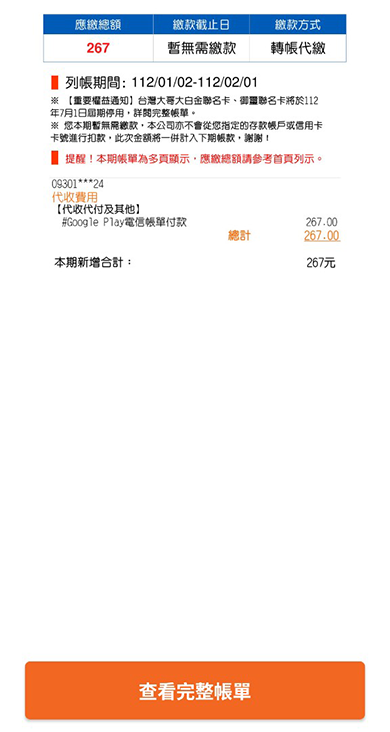 應繳總額 繳款截止日 繳款方式
267 暫無需繳款 轉帳代繳
列帳期間: 112/01/02-112/02/01
※ 【重要權益通知】台灣大哥大白金聯名卡、御璽聯名卡將於112
年7月1日屆期停用，詳閱完整帳單。
※ 您本期暫無需繳款，本公司亦不會從您指定的存款帳戶或信用卡
卡號進行扣款，此次金額將一併計入下期帳款，謝謝！
提醒！本期帳單為多頁顯示，應繳總額請參考首頁列示。
09301***24
代收費用
【代收代付及其他】
#Google Play電信帳單付款 267.00
總計 267.00
本期新增合計： 267元
查看完整帳單